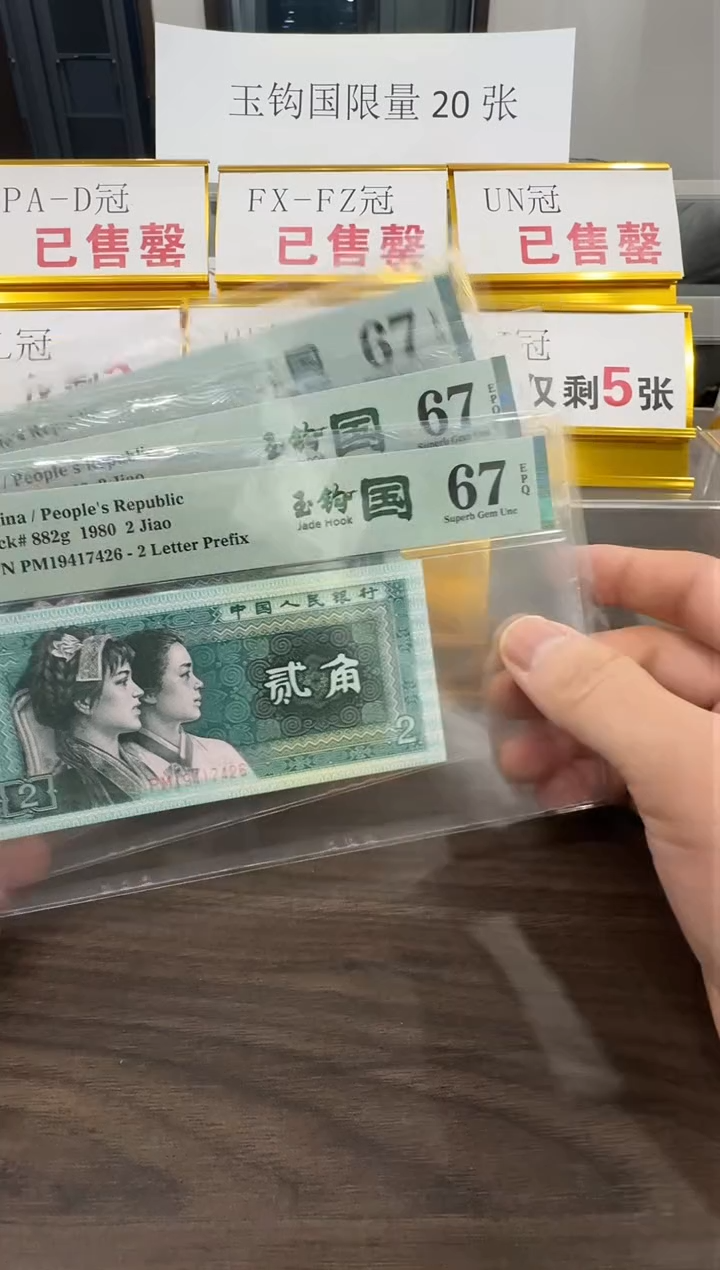 玉钩国限量 20 张
PA-D冠
已售罄
FX-FZ冠
已售罄
UN冠
已售罄
冠
冠
仅剩5张
67
67
EPQ
玉钩国
Superb Gem Unc
/ People's Republic
ina / People's Republic
ck# 882g 1980 2 Jiao
N PM19417426 - 2 Letter Prefix
玉钩国
Jade Hook
67
EPQ
Superb Gem Unc
中国人民银行
贰角
2
2
PM19417426